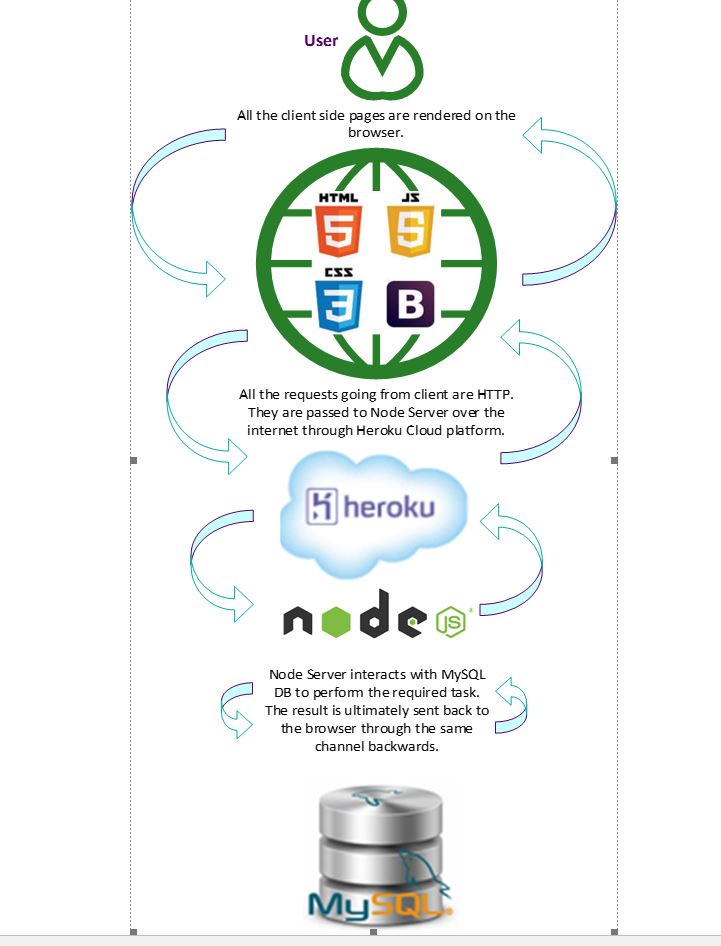 User
All the client side pages are rendered on the
browser.
HTML
JS
5
5
CSS
3
B
All the requests going from client are HTTP.
They are passed to Node Server over the
internet through Heroku Cloud platform.
heroku
node
JS
Node Server interacts with MySQL
DB to perform the required task.
The result is ultimately sent back to
the browser through the same
channel backwards.
MySQL